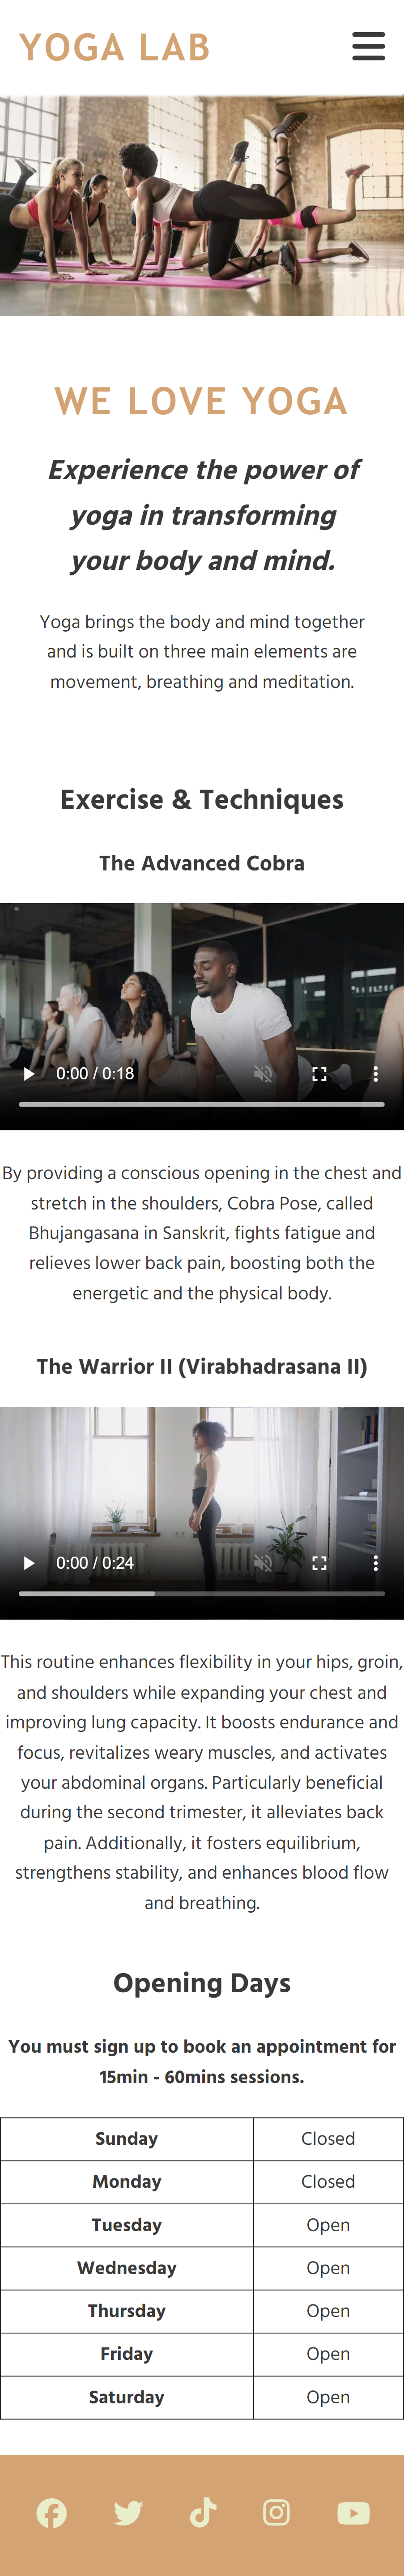 YOGA LAB
WE LOVE YOGA
Experience the power of
yoga in transforming
your body and mind.
Yoga brings the body and mind together
and is built on three main elements are
movement, breathing and meditation.
Exercise & Techniques
The Advanced Cobra
0:00 / 0:18
By providing a conscious opening in the chest and
stretch in the shoulders, Cobra Pose, called
Bhujangasana in Sanskrit, fights fatigue and
relieves lower back pain, boosting both the
energetic and the physical body.
The Warrior II (Virabhadrasana II)
0:00 / 0:24
This routine enhances flexibility in your hips, groin,
and shoulders while expanding your chest and
improving lung capacity. It boosts endurance and
focus, revitalizes weary muscles, and activates
your abdominal organs. Particularly beneficial
during the second trimester, it alleviates back
pain. Additionally, it fosters equilibrium,
strengthens stability, and enhances blood flow
and breathing.
Opening Days
You must sign up to book an appointment for
15min - 60mins sessions.
Sunday Closed
Monday Closed
Tuesday Open
Wednesday Open
Thursday Open
Friday Open
Saturday Open